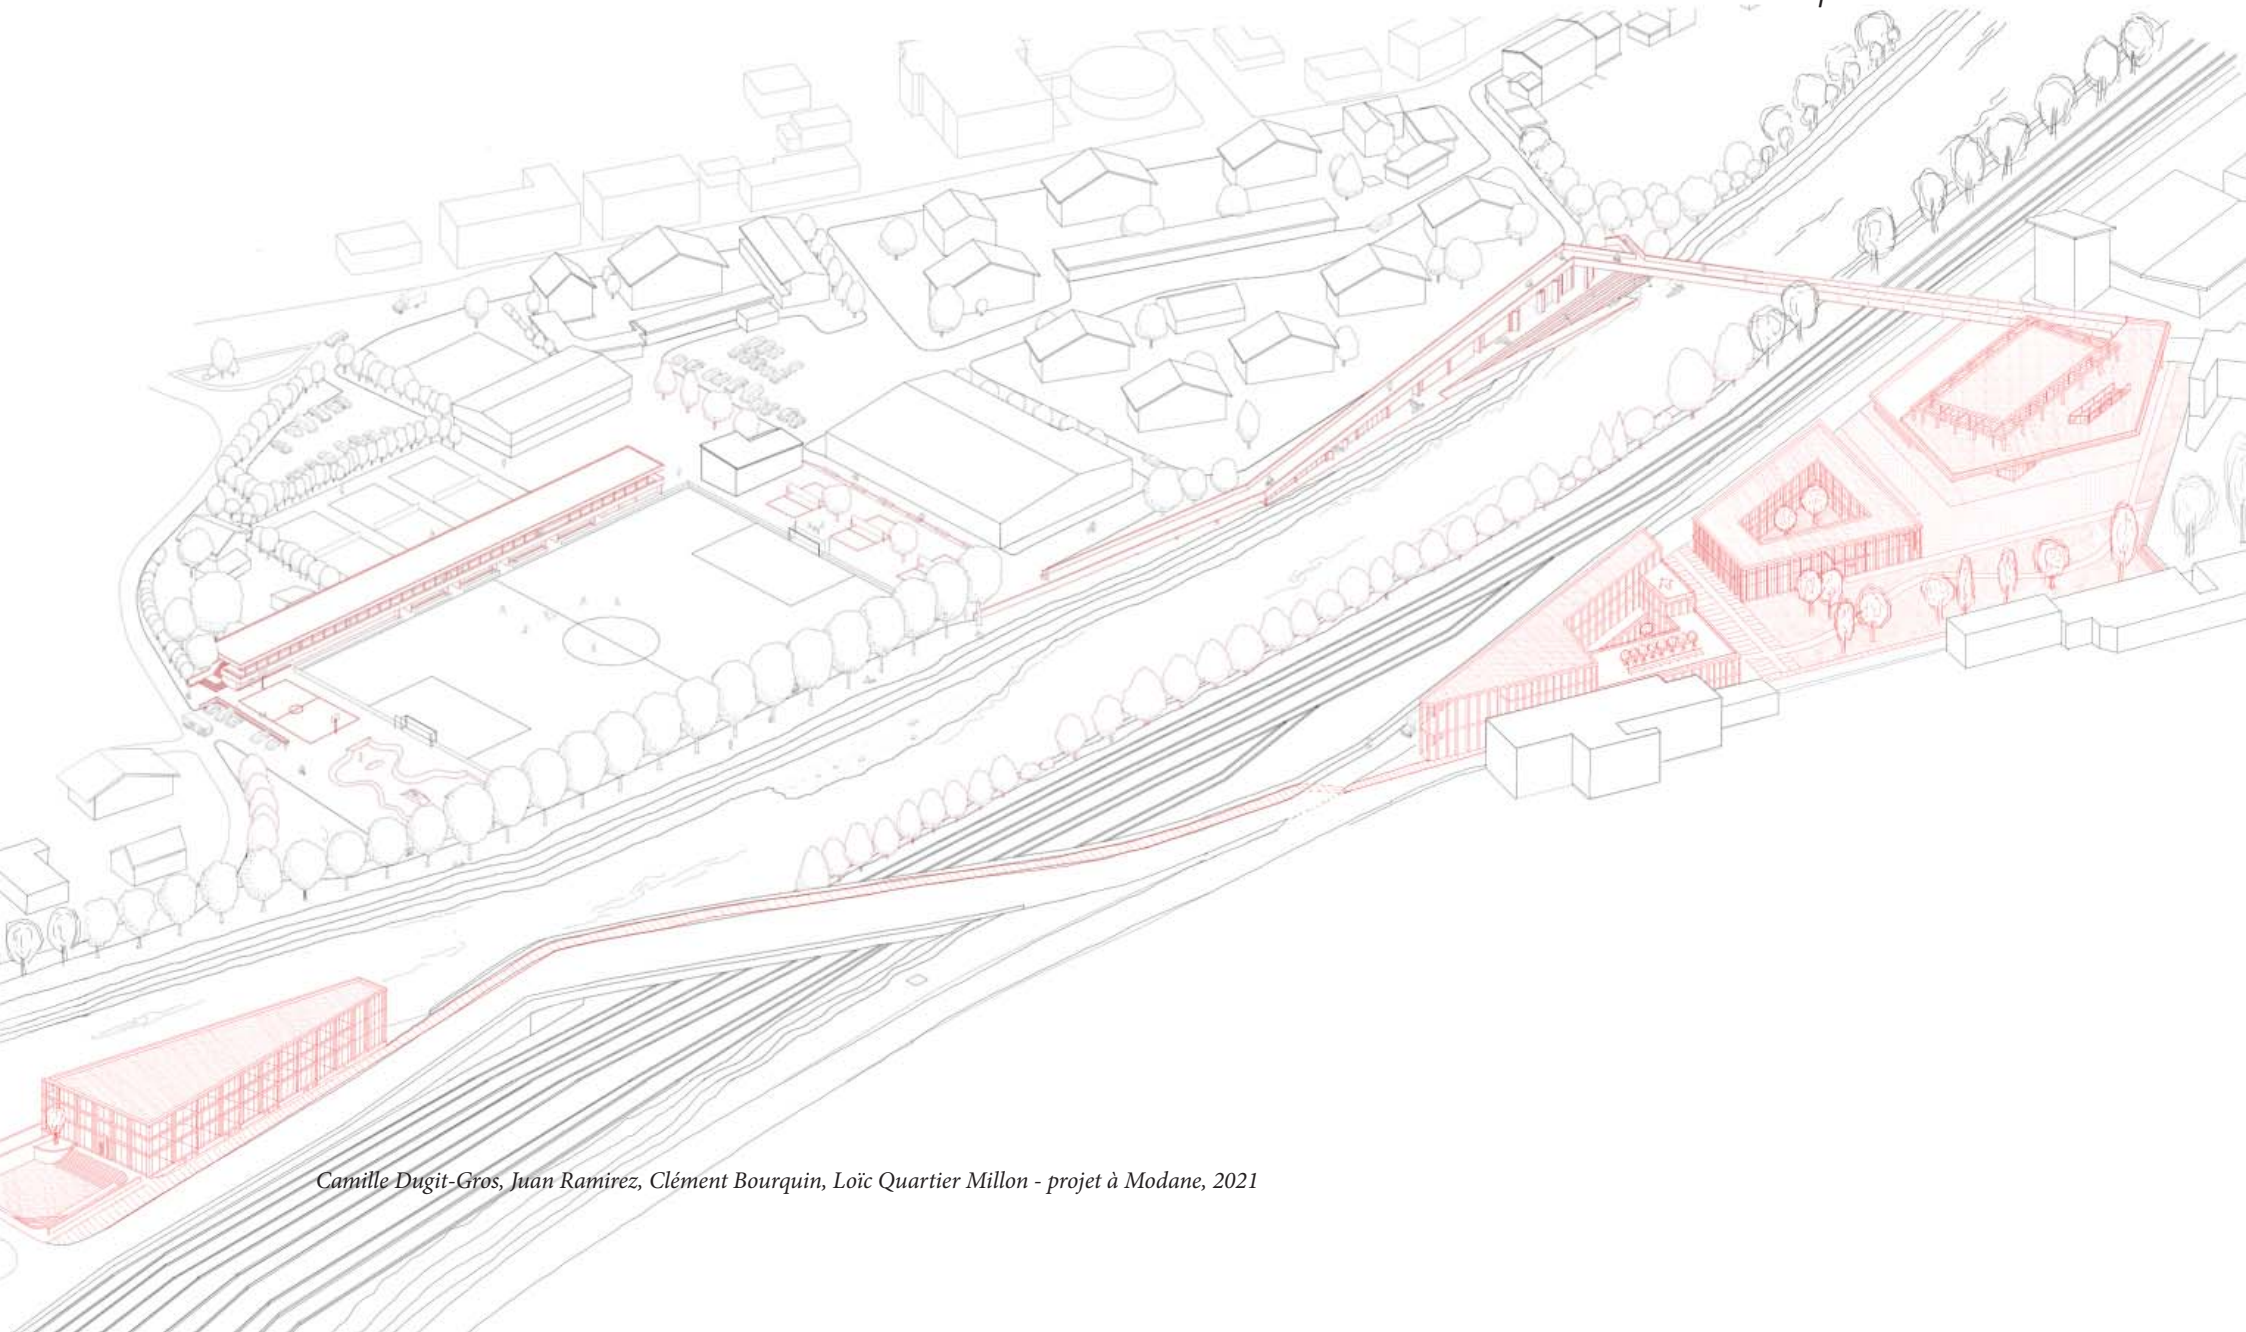 Camille Dugit-Gros, Juan Ramirez, Clément Bourquin, Loïc Quartier Millon - projet à Modane, 2021